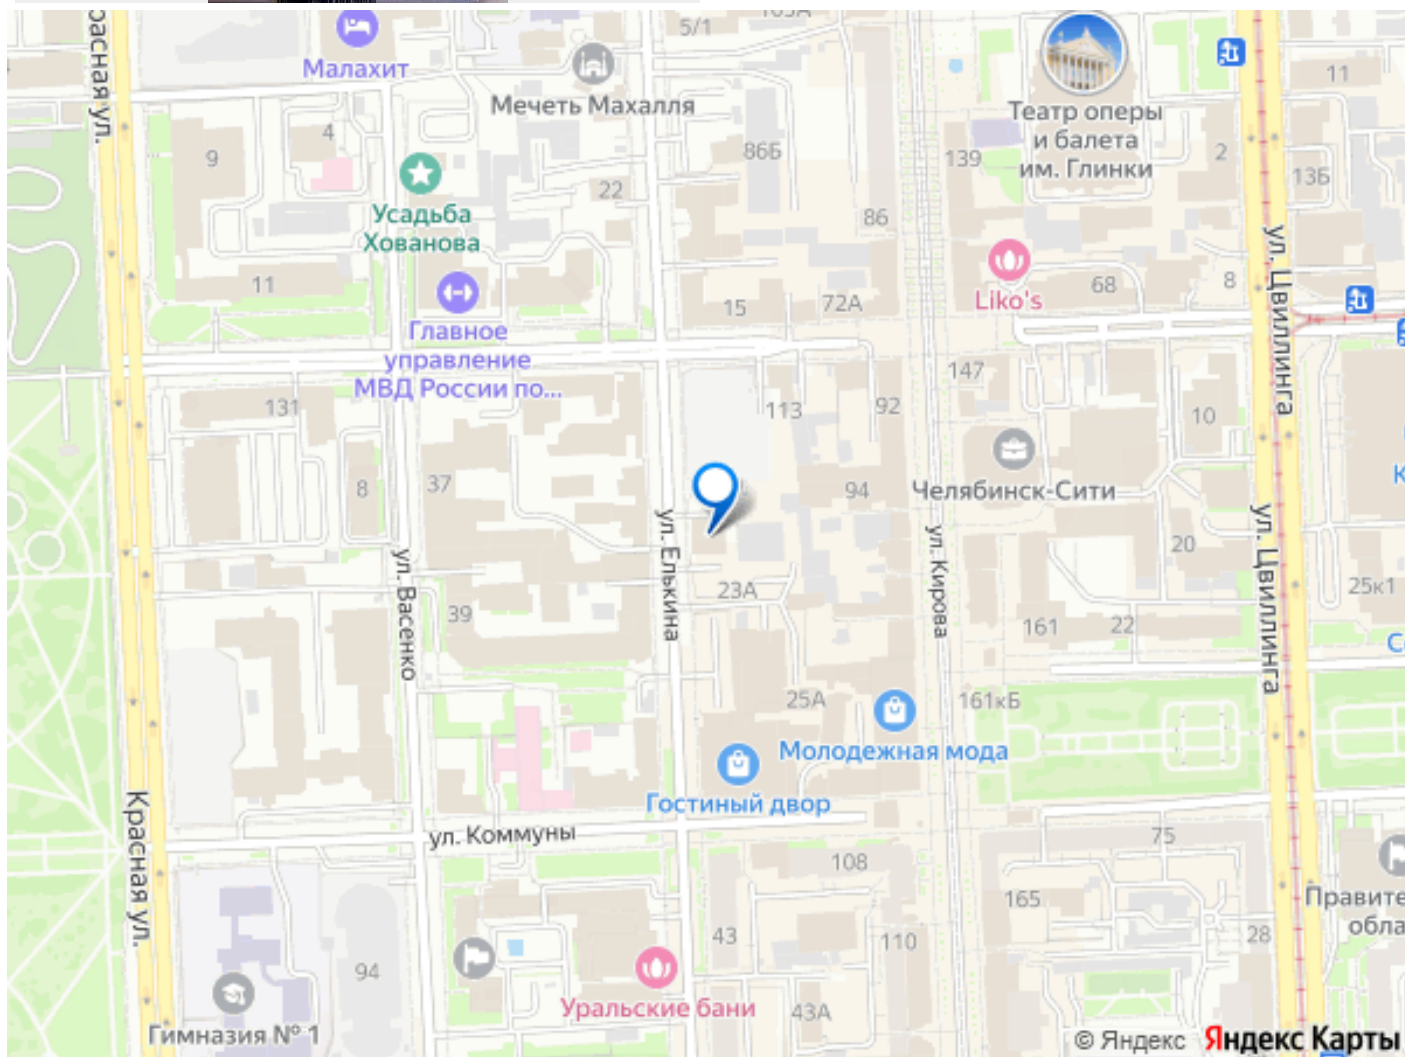 Красная ул.
Малахит
5/1
Мечеть Махалля
11
Театр оперы
и балета
им. Глинки
4
9
86Б
139
2
13Б
22
Усадьба
Хованова
86
ул. Цвиллинга
11
Liko's
68
8
15
72А
Главное
управление
МВД России по...
147
131
113
92
10
8
37
94
Челябинск-Сити
ул. Елькина
ул. Кирова
ул. Цвиллинга
20
ул. Васенко
23А
25к1
39
161
22
25А
161кБ
Молодежная мода
Гостиный двор
Красная ул.
ул. Коммуны
75
108
165
Правите
обла
43
110
28
94
Уральские бани
43А
Гимназия № 1
© Яндекс Яндекс Карты